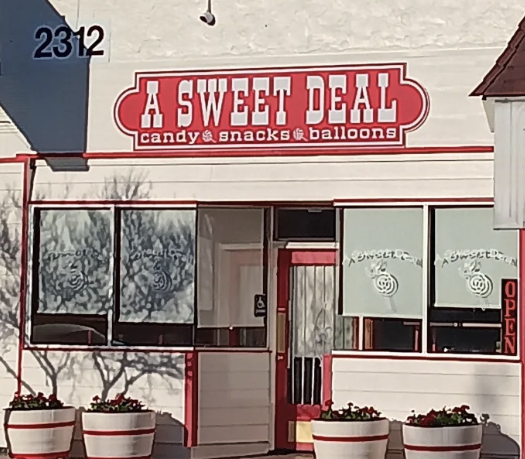 2312
A SWEET DEAL
candy snacks balloons
OPEN